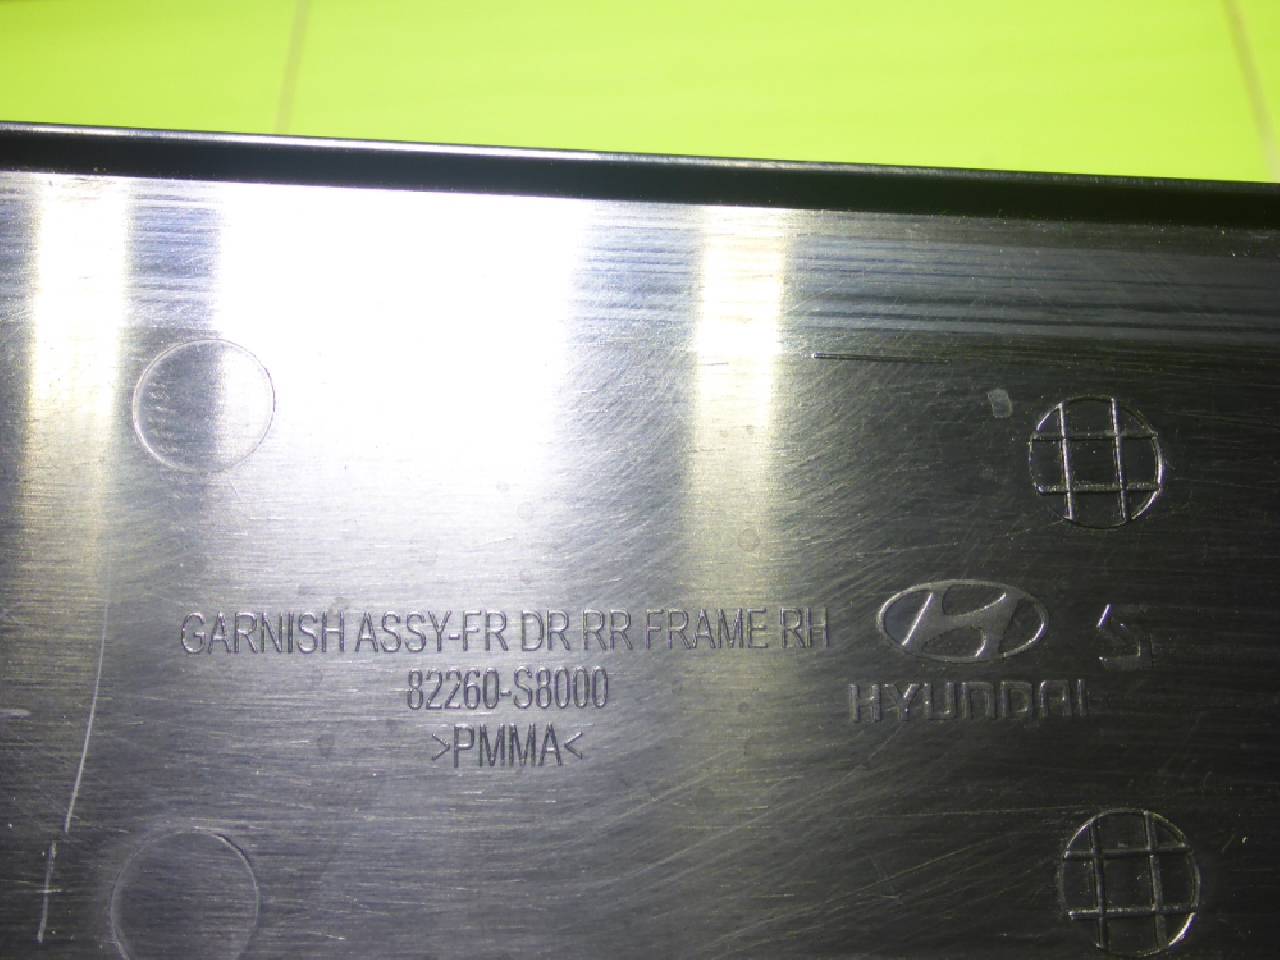 GARNISH ASSY-FR DR RR FRAME RH
82260-S8000
>PMMA<
HYUNDAI